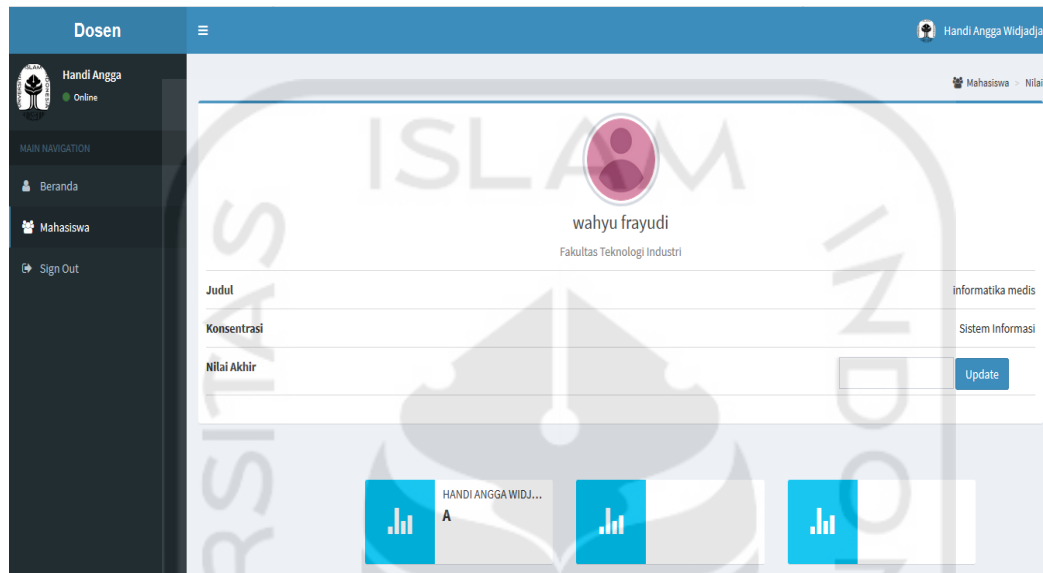 Dosen
Handi Angga Widjadja
Handi Angga
Online
Mahasiswa > Nilai
MAIN NAVIGATION
Beranda
Mahasiswa
Sign Out
wahyu frayudi
Fakultas Teknologi Industri
Judul informatika medis
Konsentrasi Sistem Informasi
Nilai Akhir Update
HANDI ANGGA WIDJ...
A
ISLAM